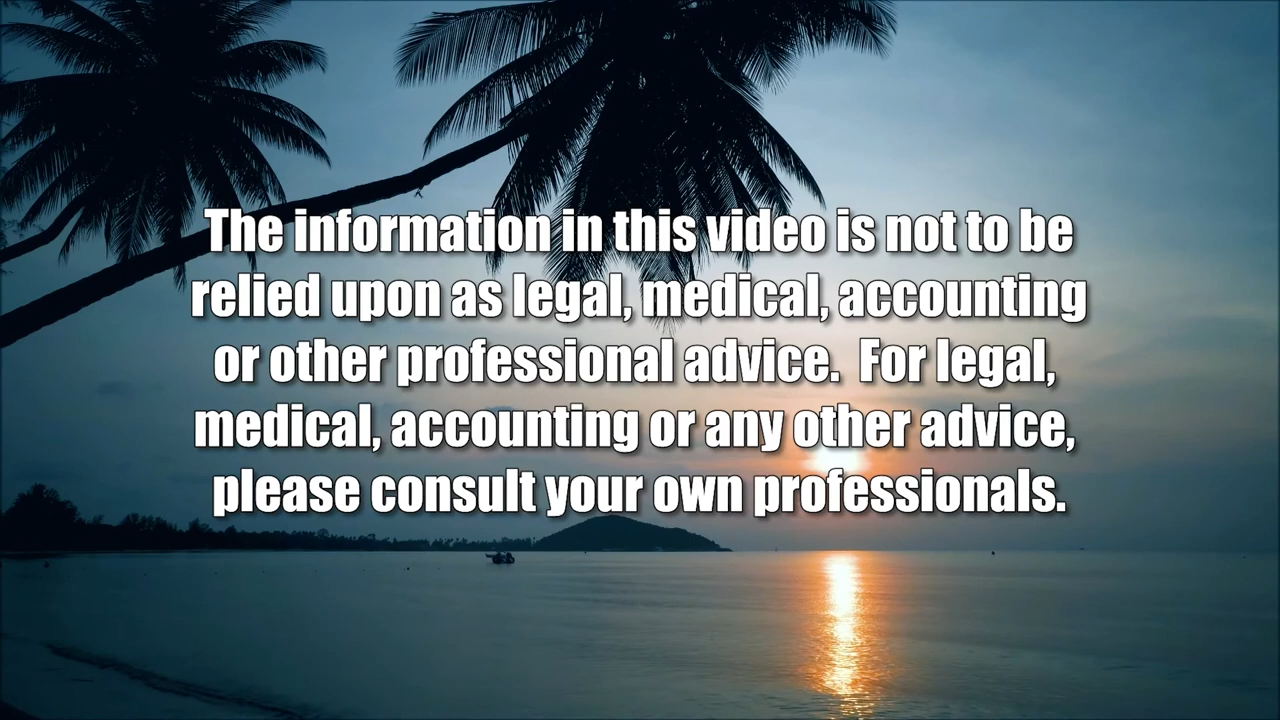 The information in this video is not to be
relied upon as legal, medical, accounting
or other professional advice.  For legal,
medical, accounting or any other advice,
please consult your own professionals.